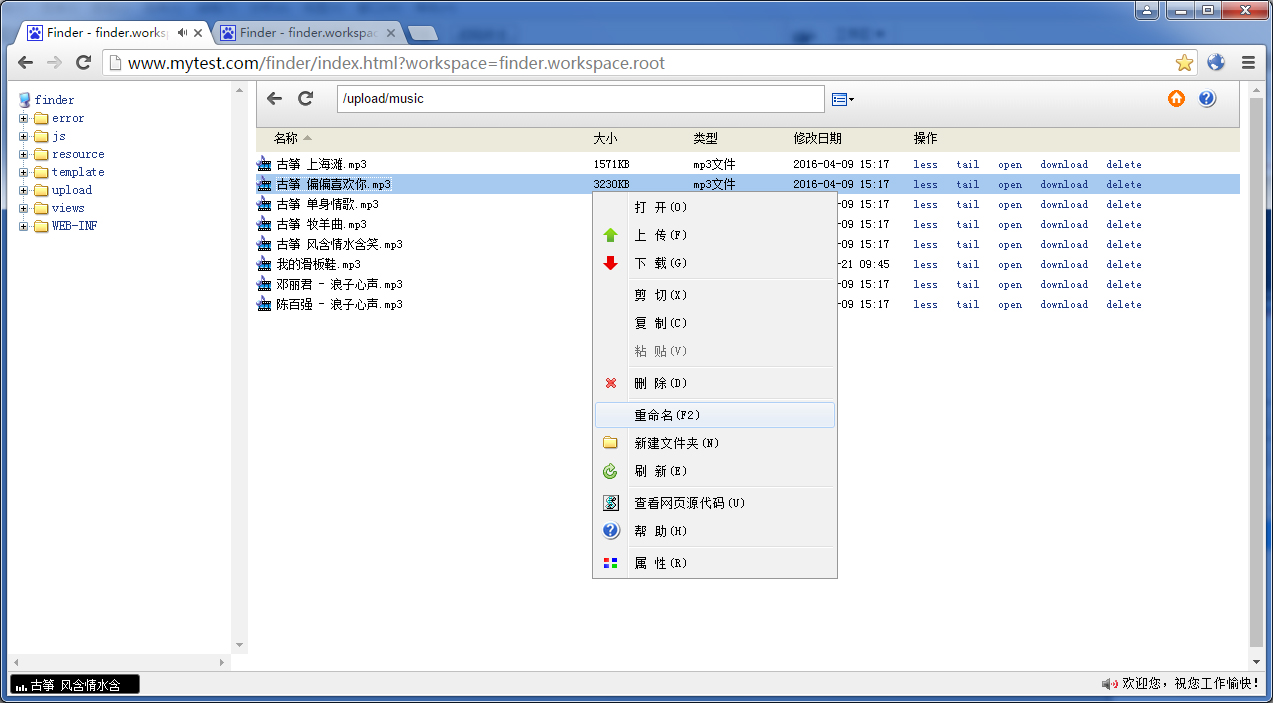 Finder - finder.works
Finder - finder.workspac
www.mytest.com/finder/index.html?workspace=finder.workspace.root
finder
error
js
resource
template
upload
views
WEB-INF
/upload/music
名称 大小 类型 修改日期 操作
古筝 上海滩.mp3 1571KB mp3文件 2016-04-09 15:17 less tail open download delete
古筝 偏偏喜欢你.mp3 3230KB mp3文件 2016-04-09 15:17 less tail open download delete
古筝 单身情歌.mp3 -09 15:17 less tail open download delete
古筝 牧羊曲.mp3 -09 15:17 less tail open download delete
古筝 风含情水含笑.mp3 -09 15:17 less tail open download delete
我的滑板鞋.mp3 -21 09:45 less tail open download delete
邓丽君 - 浪子心声.mp3 -09 15:17 less tail open download delete
陈百强 - 浪子心声.mp3 -09 15:17 less tail open download delete
打 开(O)
上 传(F)
下 载(G)
剪 切(X)
复 制(C)
粘 贴(V)
删 除(D)
重命名(F2)
新建文件夹(N)
刷 新(E)
查看网页源代码(U)
帮 助(H)
属 性(R)
古筝 风含情水含
欢迎您，祝您工作愉快!